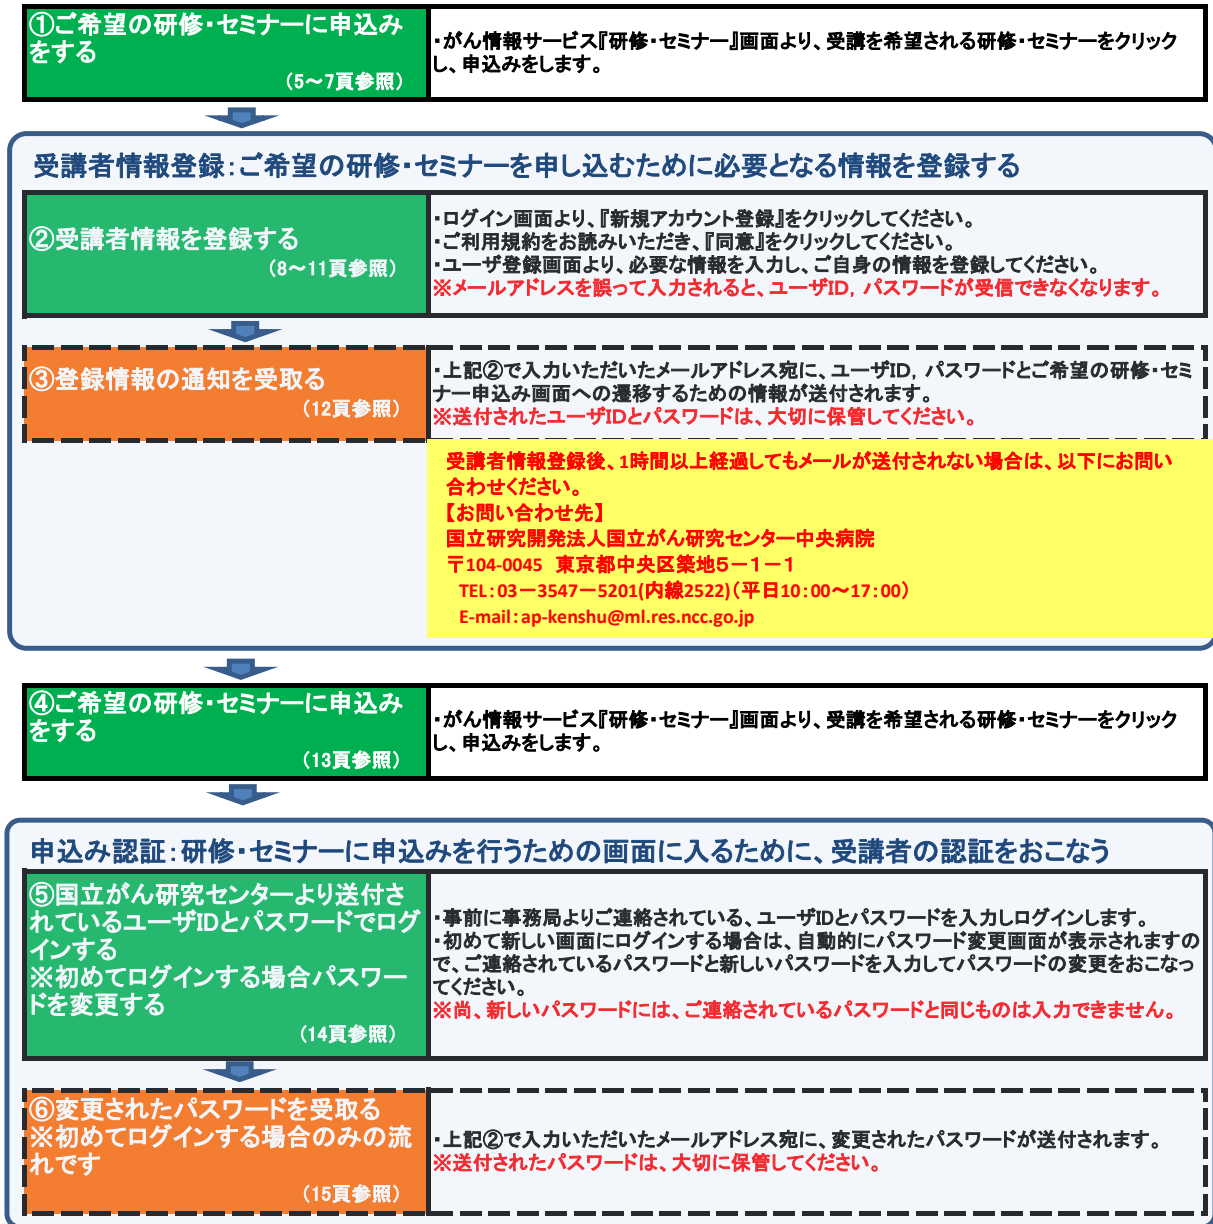 ①ご希望の研修・セミナーに申込み
をする
（5～7頁参照）
・がん情報サービス『研修・セミナー』画面より、受講を希望される研修・セミナーをクリック
し、申込みをします。
受講者情報登録：ご希望の研修・セミナーを申し込むために必要となる情報を登録する
②受講者情報を登録する
（8～11頁参照）
・ログイン画面より、『新規アカウント登録』をクリックしてください。
・ご利用規約をお読みいただき、『同意』をクリックしてください。
・ユーザ登録画面より、必要な情報を入力し、ご自身の情報を登録してください。
※メールアドレスを誤って入力されると、ユーザID，パスワードが受信できなくなります。
③登録情報の通知を受取る
（12頁参照）
・上記②で入力いただいたメールアドレス宛に、ユーザID，パスワードとご希望の研修・セミ
ナー申込み画面への遷移するための情報が送付されます。
※送付されたユーザIDとパスワードは、大切に保管してください。
受講者情報登録後、1時間以上経過してもメールが送付されない場合は、以下にお問い
合わせください。
【お問い合わせ先】
国立研究開発法人国立がん研究センター中央病院
〒104-0045　東京都中央区築地５－１－１
TEL：03－3547－5201(内線2522)（平日10：00～17：00）
E-mail：ap-kenshu@ml.res.ncc.go.jp
④ご希望の研修・セミナーに申込み
をする
（13頁参照）
・がん情報サービス『研修・セミナー』画面より、受講を希望される研修・セミナーをクリック
し、申込みをします。
申込み認証：研修・セミナーに申込みを行うための画面に入るために、受講者の認証をおこなう
⑤国立がん研究センターより送付さ
れているユーザIDとパスワードでログ
インする
※初めてログインする場合パスワー
ドを変更する
（14頁参照）
・事前に事務局よりご連絡されている、ユーザIDとパスワードを入力しログインします。
・初めて新しい画面にログインする場合は、自動的にパスワード変更画面が表示されますの
で、ご連絡されているパスワードと新しいパスワードを入力してパスワードの変更をおこなっ
てください。
※尚、新しいパスワードには、ご連絡されているパスワードと同じものは入力できません。
⑥変更されたパスワードを受取る
※初めてログインする場合のみの流
れです
（15頁参照）
・上記②で入力いただいたメールアドレス宛に、変更されたパスワードが送付されます。
※送付されたパスワードは、大切に保管してください。